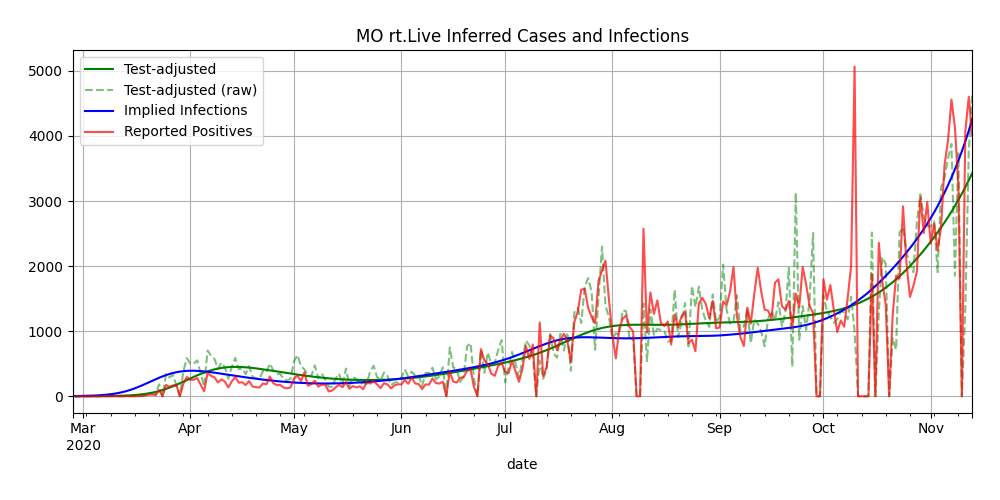 MO rt.Live Inferred Cases and Infections
Test-adjusted
Test-adjusted (raw)
Implied Infections
Reported Positives
5000
4000
3000
2000
1000
0
Mar Apr May Jun Jul Aug Sep Oct Nov
2020
date